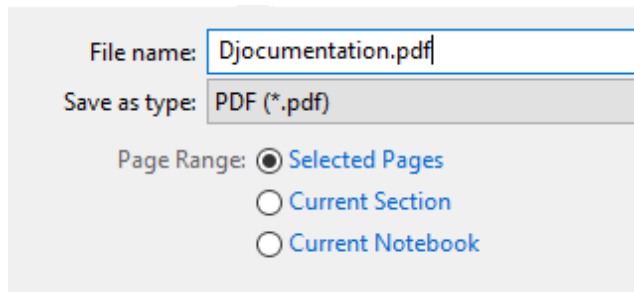 File name: Djocumentation.pdf
Save as type: PDF (*.pdf)
Page Range: Selected Pages
Current Section
Current Notebook